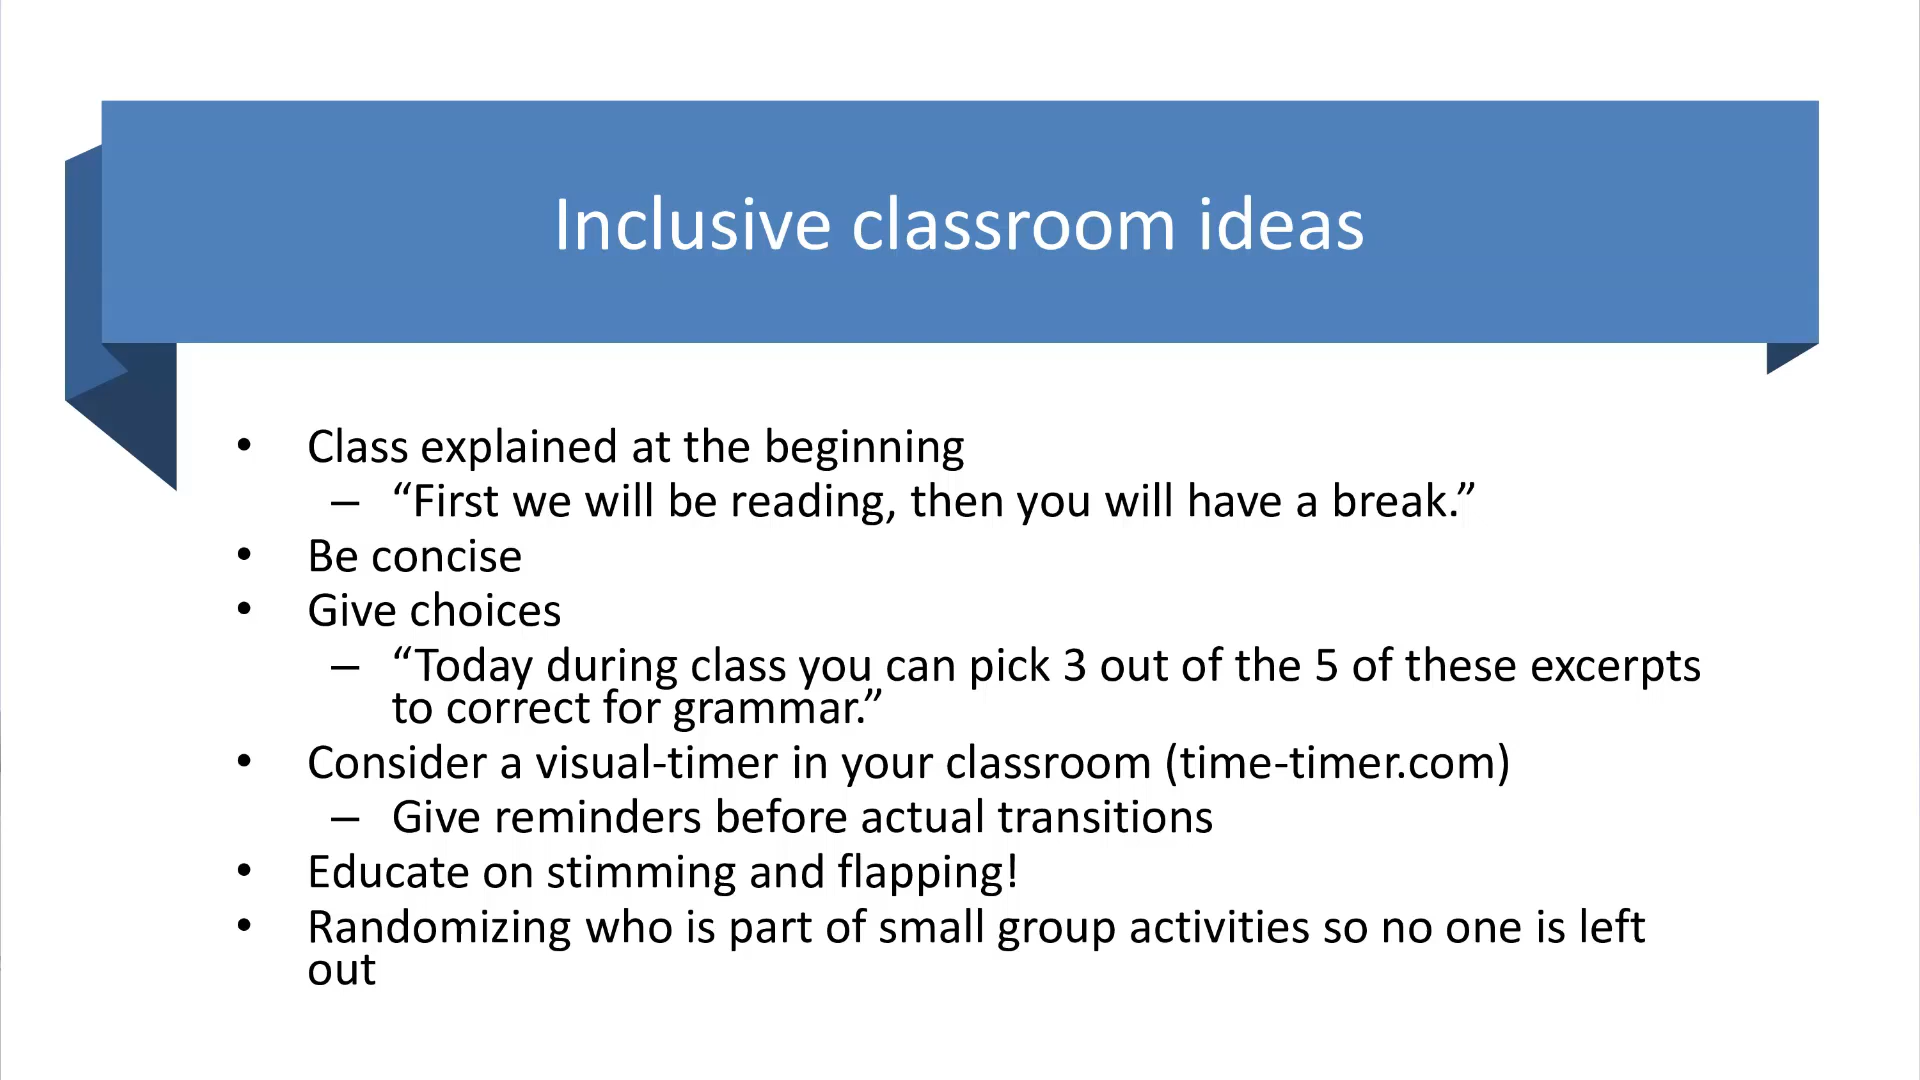 Inclusive classroom ideas
• Class explained at the beginning
– “First we will be reading, then you will have a break.”
• Be concise
• Give choices
– “Today during class you can pick 3 out of the 5 of these excerpts
to correct for grammar.”
• Consider a visual-timer in your classroom (time-timer.com)
– Give reminders before actual transitions
• Educate on stimming and flapping!
• Randomizing who is part of small group activities so no one is left
out